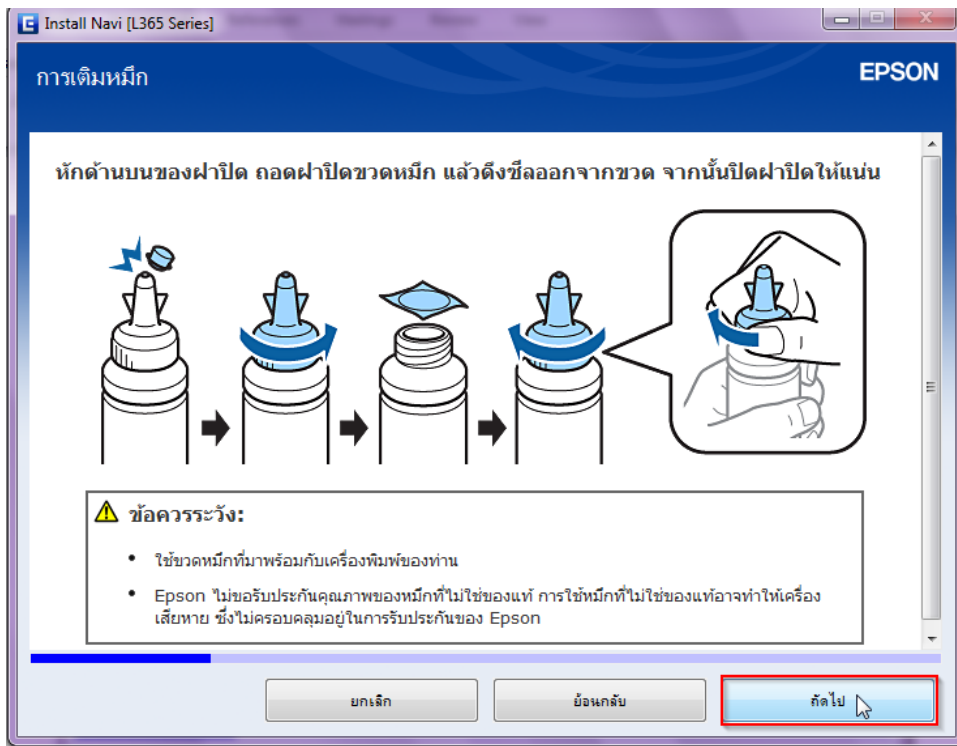 Install Navi [L365 Series]
การเติมหมึก
EPSON
หักด้านบนของฝาปิด ถอดฝาปิดขวดหมึก แล้วดึงซีลออกจากขวด จากนั้นปิดฝาปิดให้แน่น
ข้อควรระวัง:
• ใช้ขวดหมึกที่มาพร้อมกับเครื่องพิมพ์ของท่าน
• Epson ไม่ขอรับประกันคุณภาพของหมึกที่ไม่ใช่ของแท้ การใช้หมึกที่ไม่ใช่ของแท้อาจทำให้เครื่อง
เสียหาย ซึ่งไม่ครอบคลุมอยู่ในการรับประกันของ Epson
ยกเลิก
ย้อนกลับ
ถัดไป